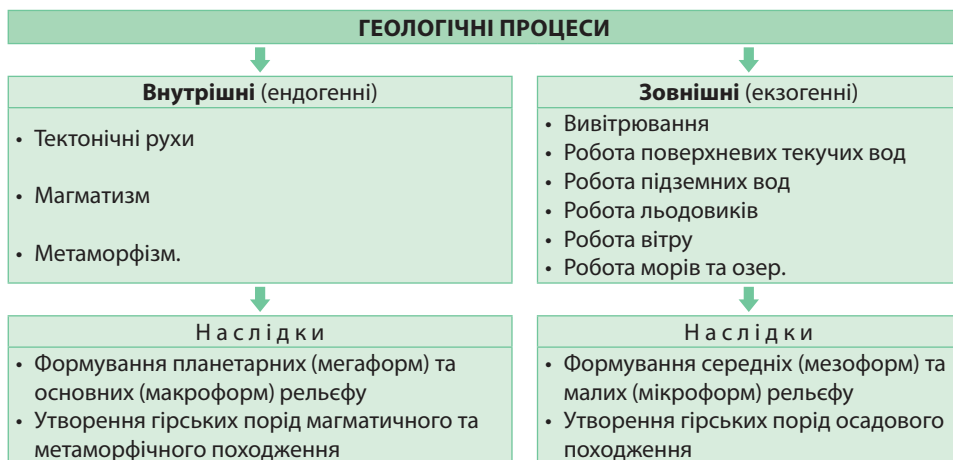 ГЕОЛОГІЧНІ ПРОЦЕСИ
Внутрішні (ендогенні)
• Тектонічні рухи
• Магматизм
• Метаморфізм.
Зовнішні (екзогенні)
• Вивітрювання
• Робота поверхневих текучих вод
• Робота підземних вод
• Робота льодовиків
• Робота вітру
• Робота морів та озер.
Наслідки
• Формування планетарних (мегаформ) та
основних (макроформ) рельєфу
• Утворення гірських порід магматичного та
метаморфічного походження
Наслідки
• Формування середніх (мезоформ) та
малих (мікроформ) рельєфу
• Утворення гірських порід осадового
походження